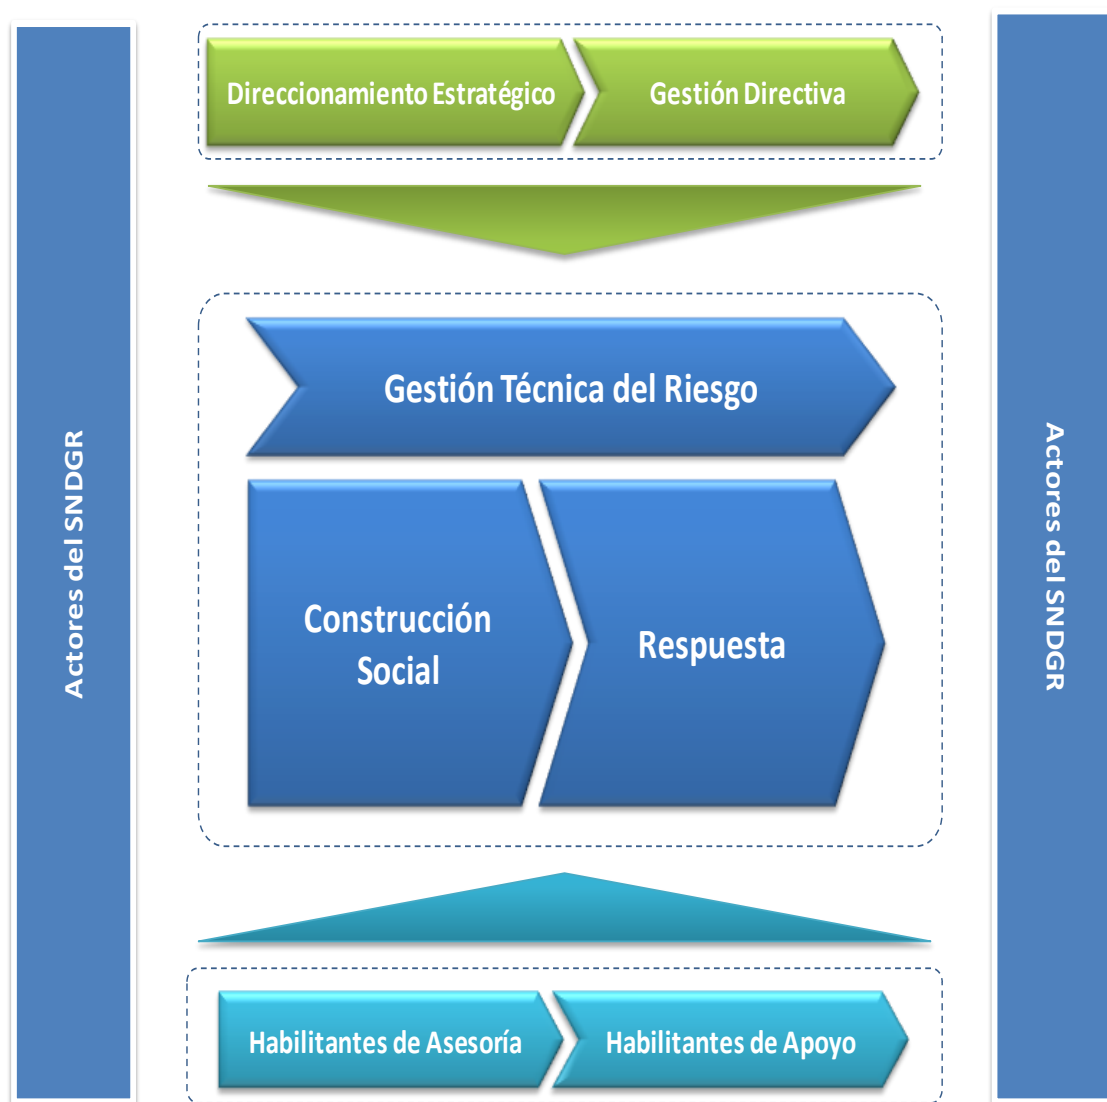 Direccionamiento Estratégico
Gestión Directiva
Actores del SNDGR
Gestión Técnica del Riesgo
Construcción
Social
Respuesta
Actores del SNDGR
Habilitantes de Asesoría
Habilitantes de Apoyo